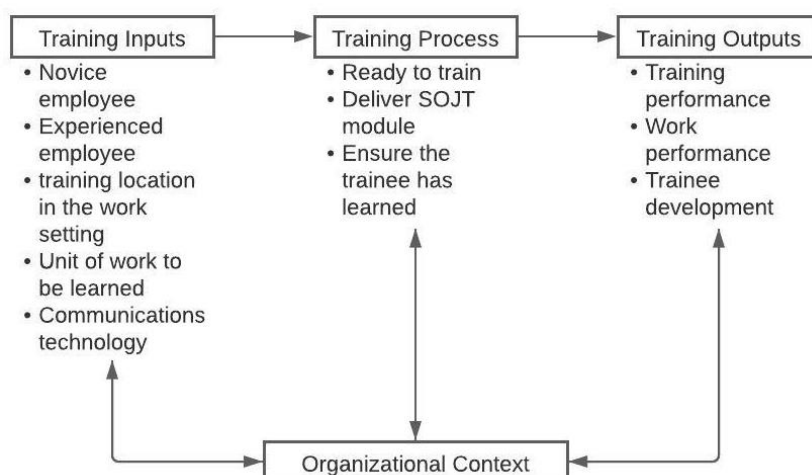 Training Inputs
• Novice
employee
• Experienced
employee
• training location
in the work
setting
• Unit of work to
be learned
• Communications
technology
Training Process
• Ready to train
• Deliver SOJT
module
• Ensure the
trainee has
learned
Training Outputs
• Training
performance
• Work
performance
• Trainee
development
Organizational Context